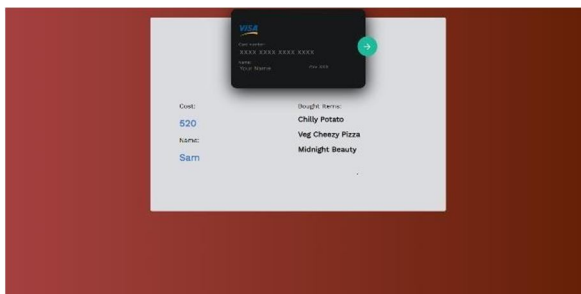 VISA
Card Number:
XXXX XXXX XXXX XXXX
Name:
Your Name
Cost:
520
Name:
Sam
Bought Items:
Chilly Potato
Veg Cheezy Pizza
Midnight Beauty